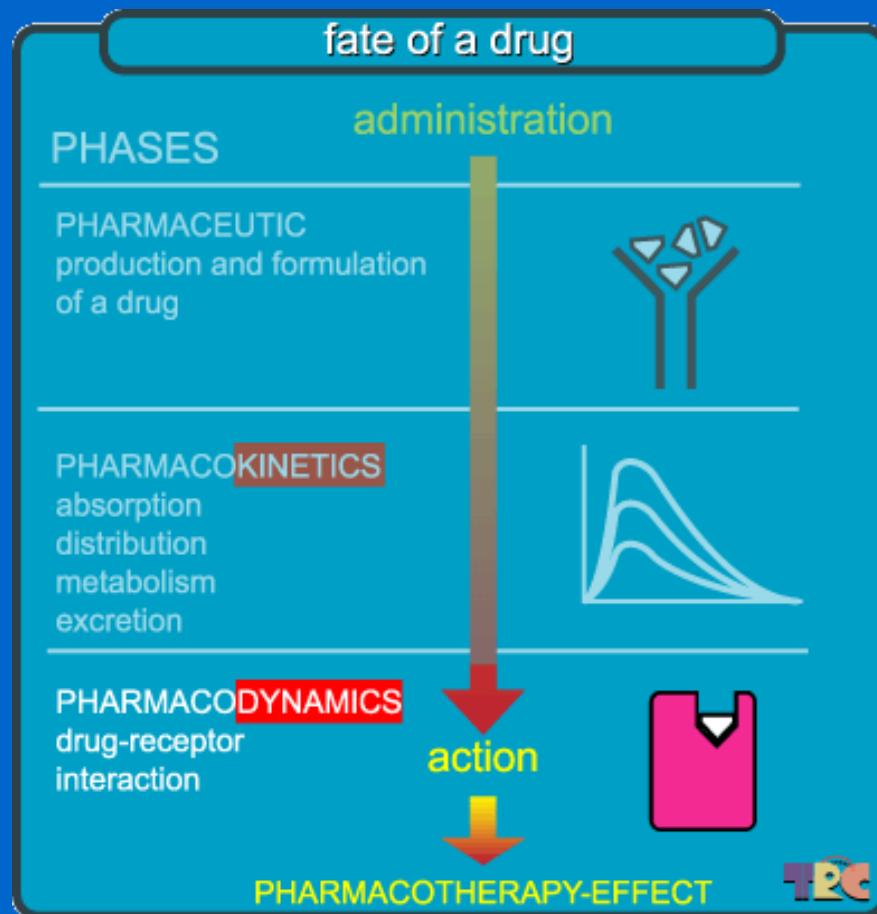 fate of a drug
administration
PHASES
PHARMACEUTIC
production and formulation
of a drug
PHARMACOKINETICS
absorption
distribution
metabolism
excretion
PHARMACODYNAMICS
drug-receptor
interaction
action
PHARMACOTHERAPY-EFFECT
TRC